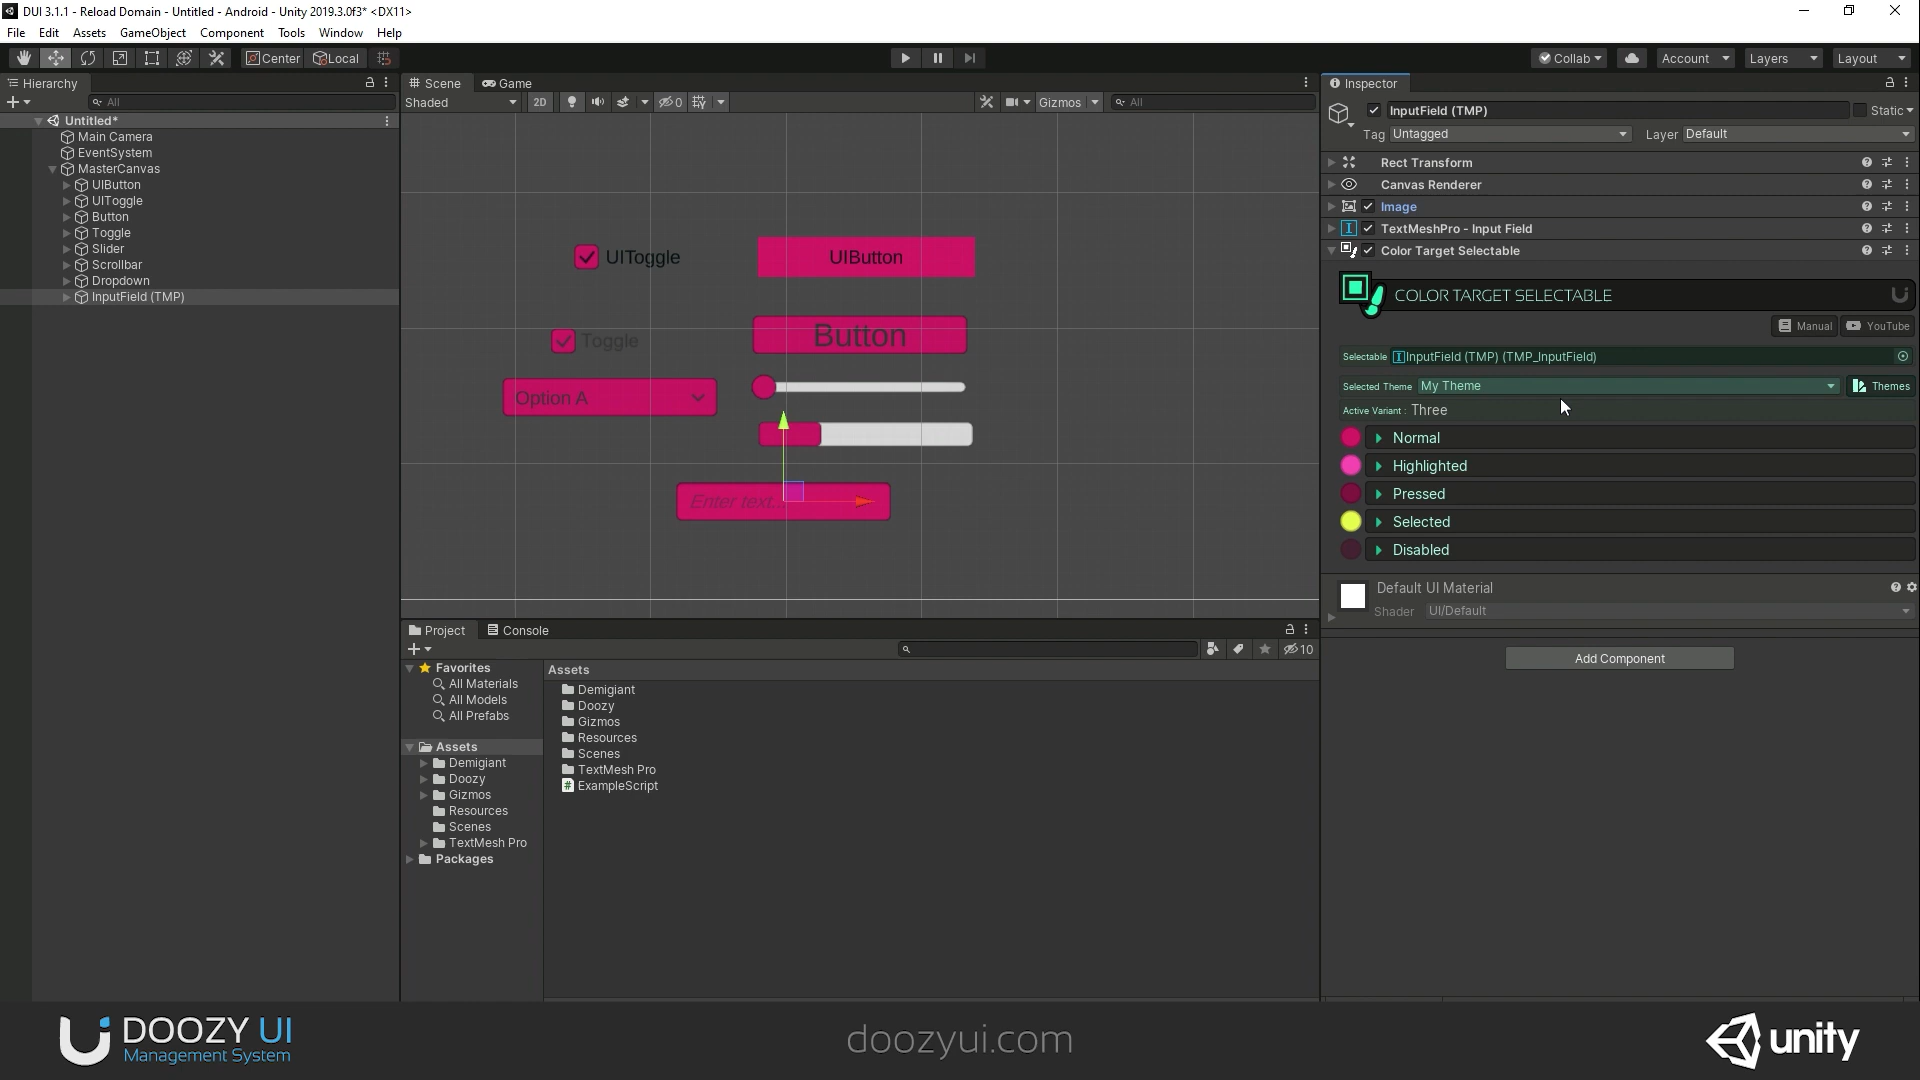 DUI 3.1.1 - Reload Domain - Untitled - Android - Unity 2019.3.0f3* <DX11>
File Edit Assets GameObject Component Tools Window Help
Center Local
Collab Account Layers Layout
Hierarchy
All
Untitled*
Main Camera
EventSystem
MasterCanvas
UIButton
UIToggle
Button
Toggle
Slider
Scrollbar
Dropdown
InputField (TMP)
Scene Game
Shaded 2D 0 Gizmos All
UIToggle UIButton
Toggle Button
Option A
Enter text...
Project Console
10
Favorites
All Materials
All Models
All Prefabs
Assets
Demigiant
Doozy
Gizmos
Resources
Scenes
TextMesh Pro
Packages
Assets
Demigiant
Doozy
Gizmos
Resources
Scenes
TextMesh Pro
ExampleScript
Inspector
InputField (TMP) Static
Tag Untagged Layer Default
Rect Transform
Canvas Renderer
Image
TextMeshPro - Input Field
Color Target Selectable
COLOR TARGET SELECTABLE
Manual YouTube
Selectable InputField (TMP) (TMP_InputField)
Selected Theme My Theme Themes
Active Variant : Three
Normal
Highlighted
Pressed
Selected
Disabled
Default UI Material
Shader UI/Default
Add Component
DOOZY UI
Management System
doozyui.com
unity